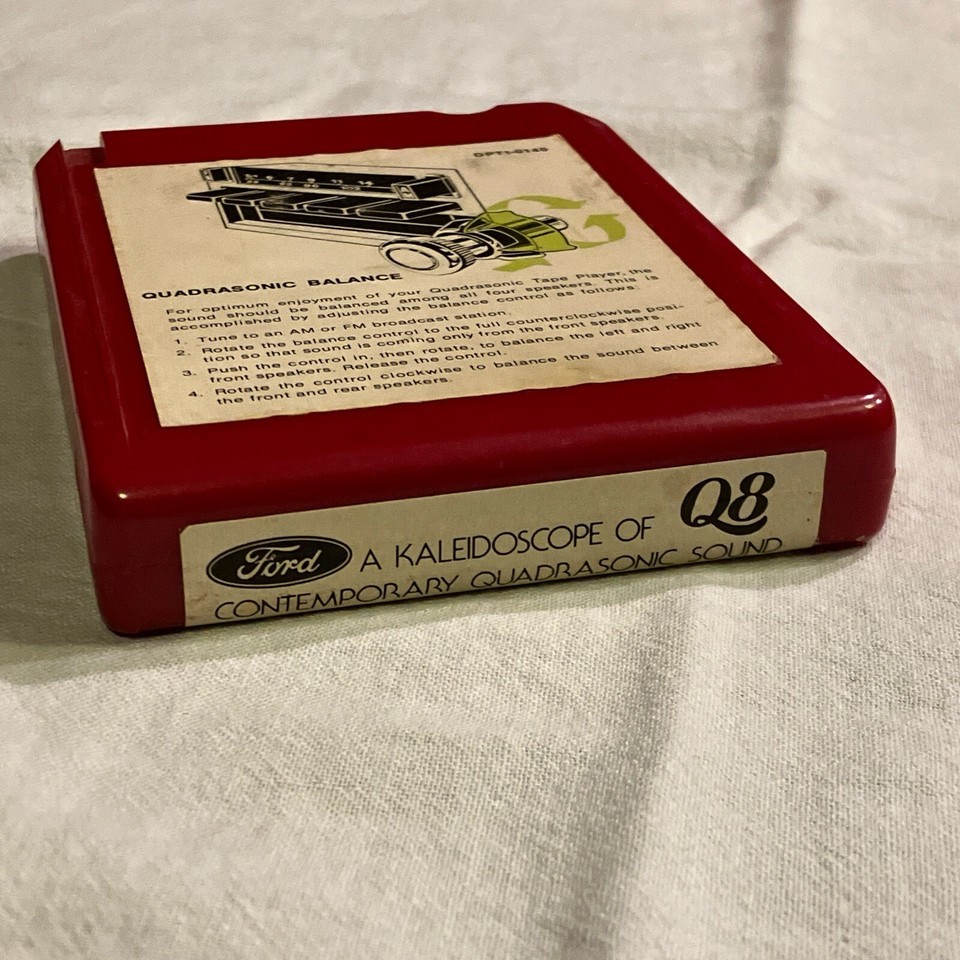 DPT1-0140
QUADRASONIC BALANCE
For optimum enjoyment of your Quadrasonic Tape Player, the
sound should be balanced among all four speakers. This is
accomplished by adjusting the balance control as follows:
1. Tune to an AM or FM broadcast station.
2. Rotate the balance control to the full counterclockwise posi-
tion so that sound is coming only from the front speakers.
3. Push the control in, then rotate, to balance the left and right
front speakers. Release the control.
4. Rotate the control clockwise to balance the sound between
the front and rear speakers.
Ford A KALEIDOSCOPE OF Q8
CONTEMPORARY QUADRASONIC SOUND